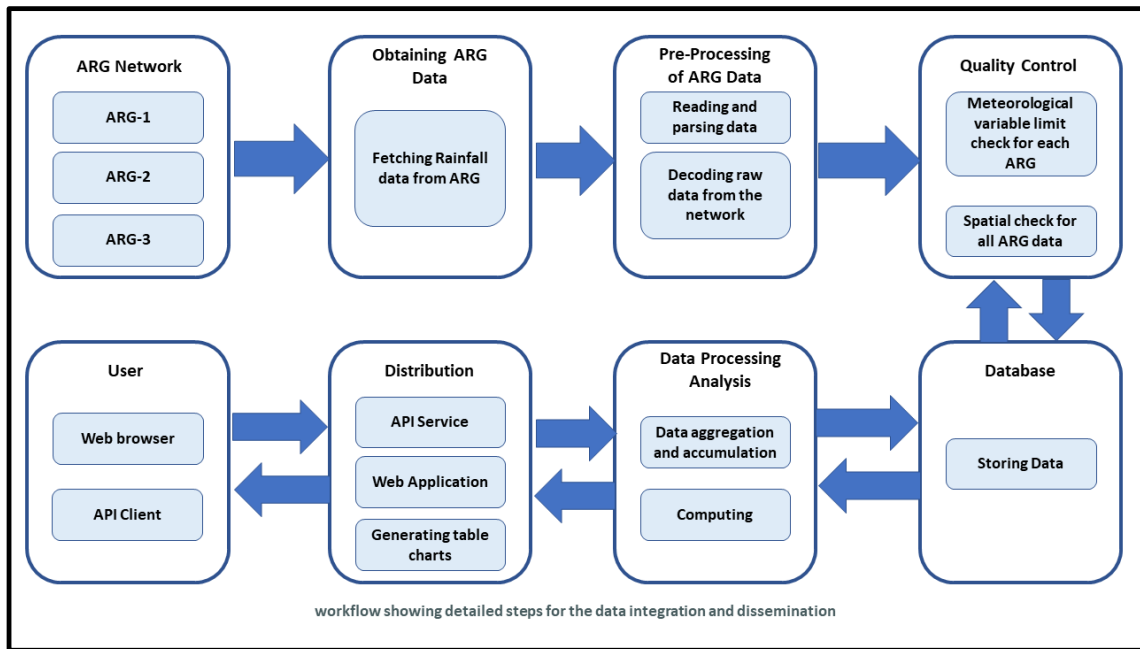 ARG Network
ARG-1
ARG-2
ARG-3
Obtaining ARG
Data
Fetching Rainfall
data from ARG
Pre-Processing
of ARG Data
Reading and
parsing data
Decoding raw
data from the
network
Quality Control
Meteorological
variable limit
check for each
ARG
Spatial check for
all ARG data
User
Web browser
API Client
Distribution
API Service
Web Application
Generating table
charts
Data Processing
Analysis
Data aggregation
and accumulation
Computing
Database
Storing Data
workflow showing detailed steps for the data integration and dissemination